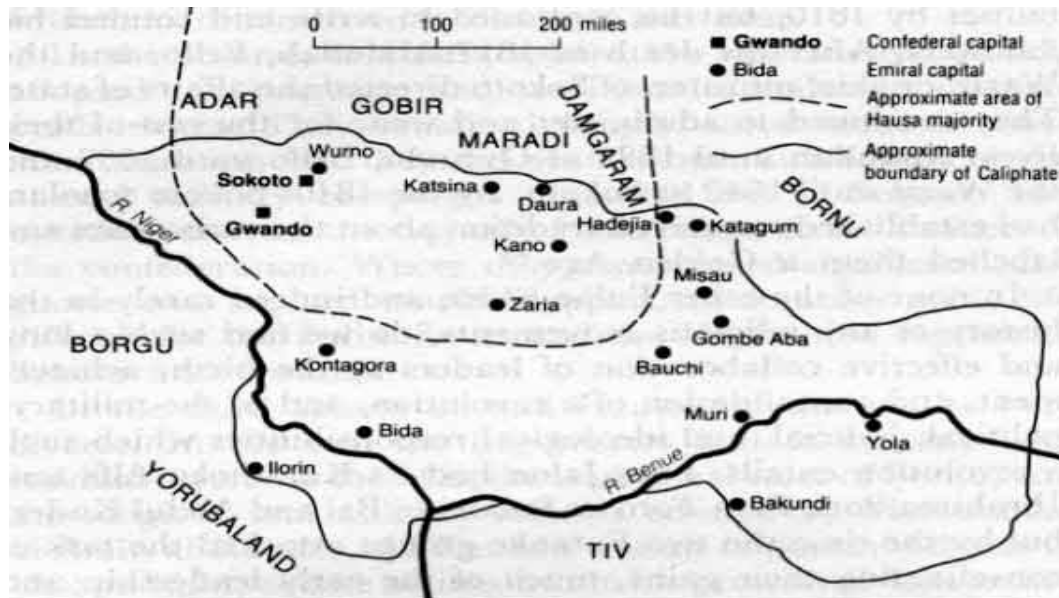 0 100 200 miles
Gwando Confederal capital
Bida Emiral capital
Approximate area of
Hausa majority
Approximate
boundary of Caliphate
ADAR
GOBIR
DAMGARAM
MARADI
BORNU
Wurno
Sokoto
Katsina
Daura
Gwando
Hadejia
Katagum
R. Niger
Kano
Misau
Zaria
Gombe Aba
BORGU
Kontagora
Bauchi
Muri
Bida
Yola
Ilorin
R. Benue
Bakundi
YORUBALAND
TIV